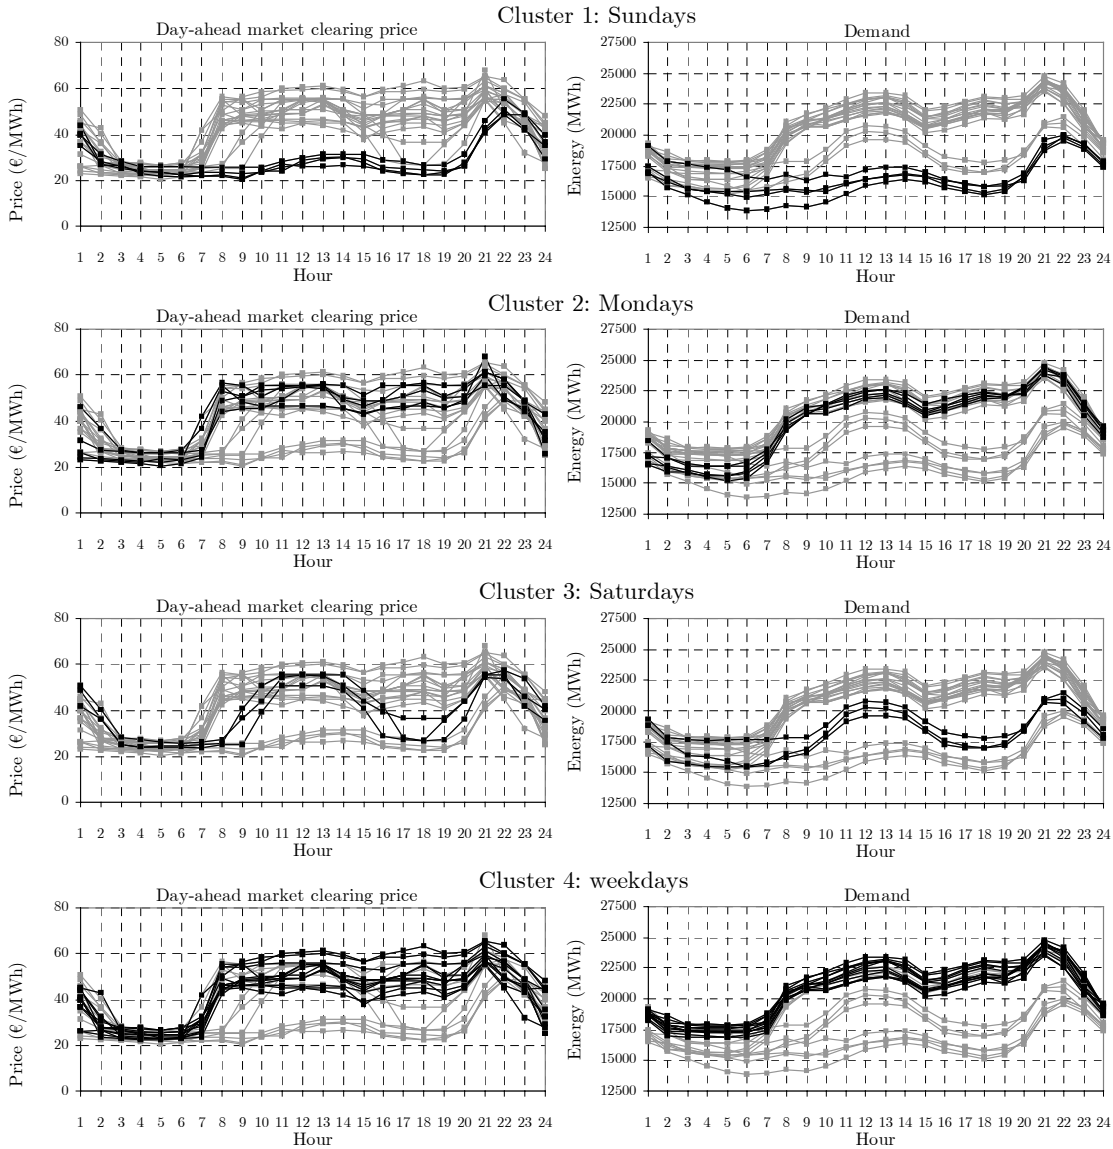 Cluster 1: Sundays
Day-ahead market clearing price
Demand
Price (€/MWh)
80
60
40
20
0
1 2 3 4 5 6 7 8 9 10 11 12 13 14 15 16 17 18 19 20 21 22 23 24
Hour
Energy (MWh)
27500
25000
22500
20000
17500
15000
12500
1 2 3 4 5 6 7 8 9 10 11 12 13 14 15 16 17 18 19 20 21 22 23 24
Hour
Cluster 2: Mondays
Day-ahead market clearing price
Demand
Price (€/MWh)
80
60
40
20
0
1 2 3 4 5 6 7 8 9 10 11 12 13 14 15 16 17 18 19 20 21 22 23 24
Hour
Energy (MWh)
27500
25000
22500
20000
17500
15000
12500
1 2 3 4 5 6 7 8 9 10 11 12 13 14 15 16 17 18 19 20 21 22 23 24
Hour
Cluster 3: Saturdays
Day-ahead market clearing price
Demand
Price (€/MWh)
80
60
40
20
0
1 2 3 4 5 6 7 8 9 10 11 12 13 14 15 16 17 18 19 20 21 22 23 24
Hour
Energy (MWh)
27500
25000
22500
20000
17500
15000
12500
1 2 3 4 5 6 7 8 9 10 11 12 13 14 15 16 17 18 19 20 21 22 23 24
Hour
Cluster 4: weekdays
Day-ahead market clearing price
Demand
Price (€/MWh)
80
60
40
20
0
1 2 3 4 5 6 7 8 9 10 11 12 13 14 15 16 17 18 19 20 21 22 23 24
Hour
Energy (MWh)
27500
25000
22500
20000
17500
15000
12500
1 2 3 4 5 6 7 8 9 10 11 12 13 14 15 16 17 18 19 20 21 22 23 24
Hour